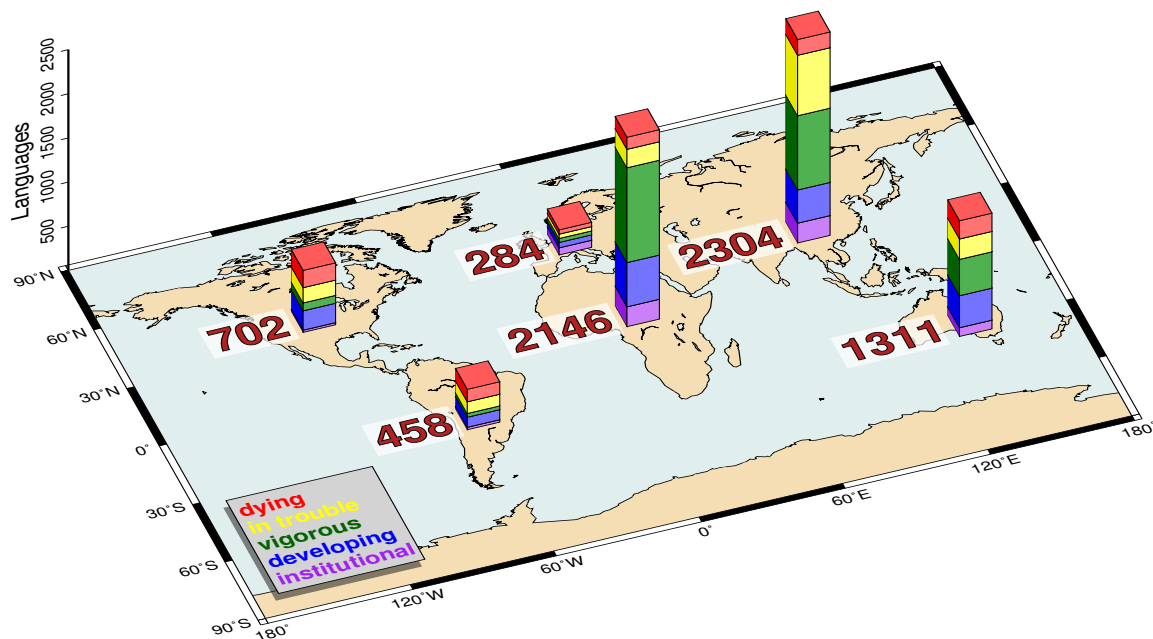 2500
2000
1500
1000
500
Languages
90°N
60°N
30°N
0°
30°S
60°S
90°S
180°
120°W
60°W
0°
60°E
120°E
180°
284
2304
702
2146
1311
458
dying
in trouble
vigorous
developing
institutional